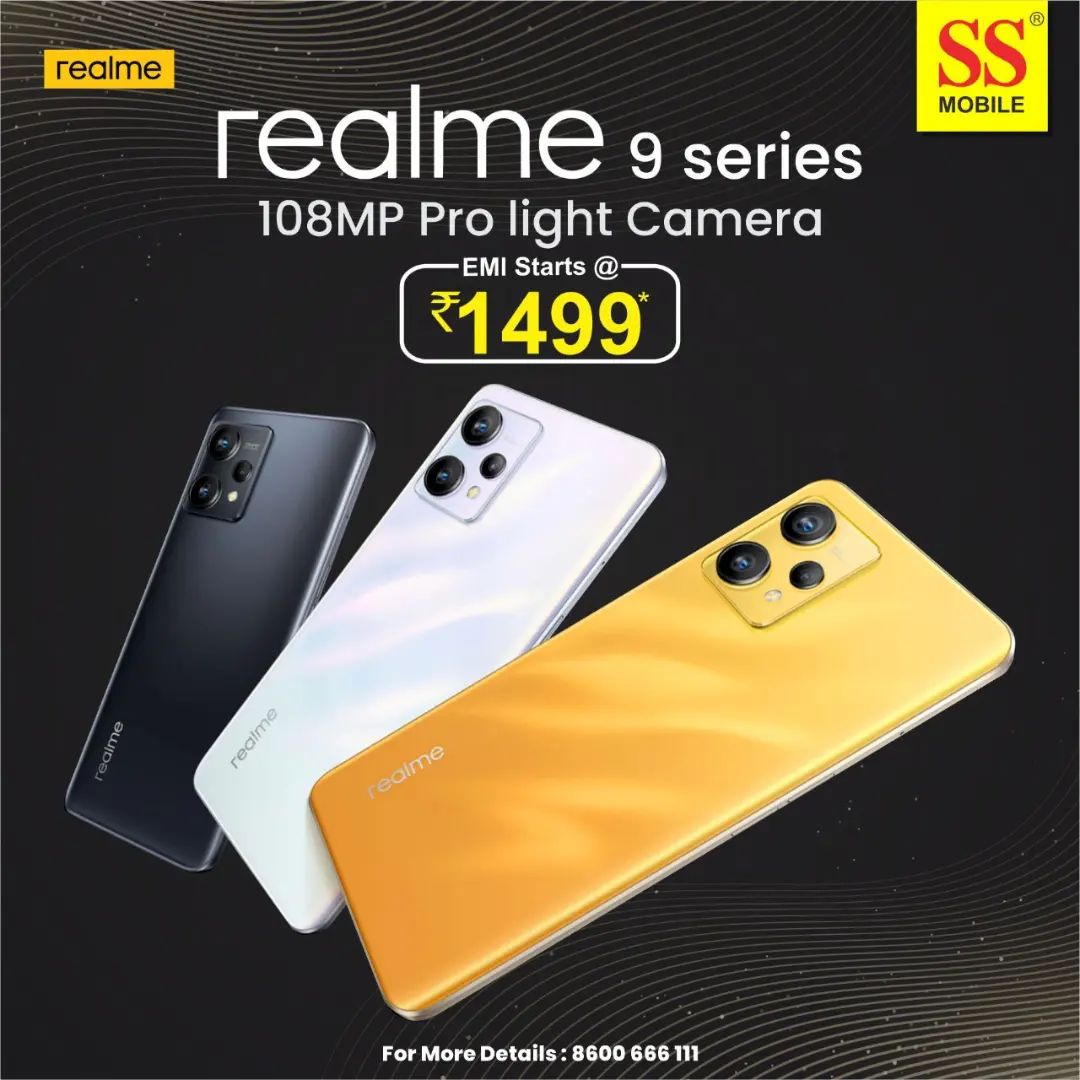 realme
SS®
MOBILE
realme 9 series
108MP Pro light Camera
EMI Starts @
₹1499*
realme
realme
realme
For More Details : 8600 666 111